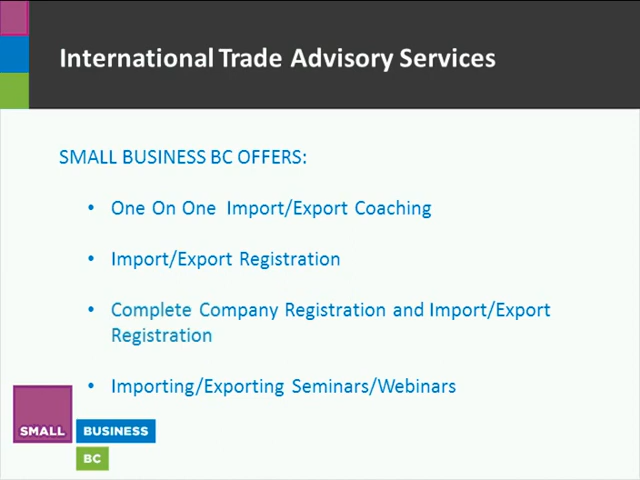 International Trade Advisory Services
SMALL BUSINESS BC OFFERS:
• One On One Import/Export Coaching
• Import/Export Registration
• Complete Company Registration and Import/Export
Registration
• Importing/Exporting Seminars/Webinars
SMALL
BUSINESS
BC